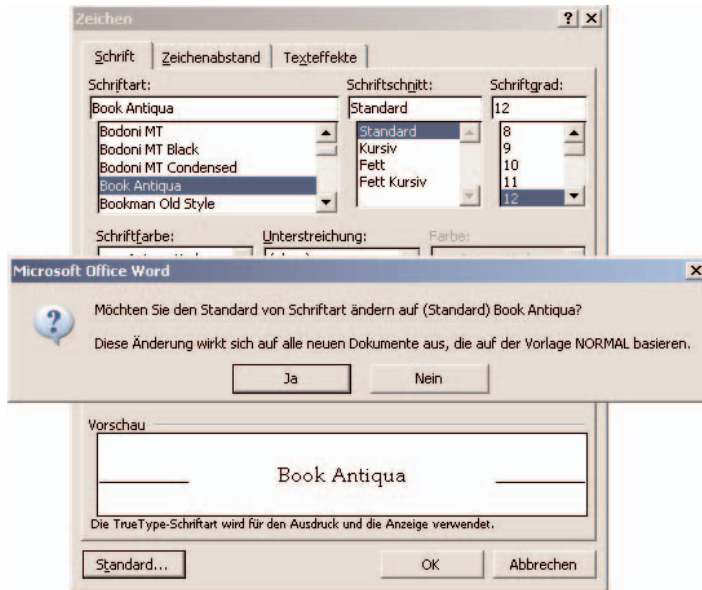 Zeichen
Schrift Zeichenabstand Texteffekte
Schriftart: Schriftschnitt: Schriftgrad:
Book Antiqua Standard 12
Bodoni MT Standard 8
Bodoni MT Black Kursiv 9
Bodoni MT Condensed Fett 10
Book Antiqua Fett Kursiv 11
Bookman Old Style 12
Schriftfarbe: Unterstreichung: Farbe:
Microsoft Office Word
Möchten Sie den Standard von Schriftart ändern auf (Standard) Book Antiqua?
Diese Änderung wirkt sich auf alle neuen Dokumente aus, die auf der Vorlage NORMAL basieren.
Ja Nein
Vorschau
Book Antiqua
Die TrueType-Schriftart wird für den Ausdruck und die Anzeige verwendet.
Standard... OK Abbrechen